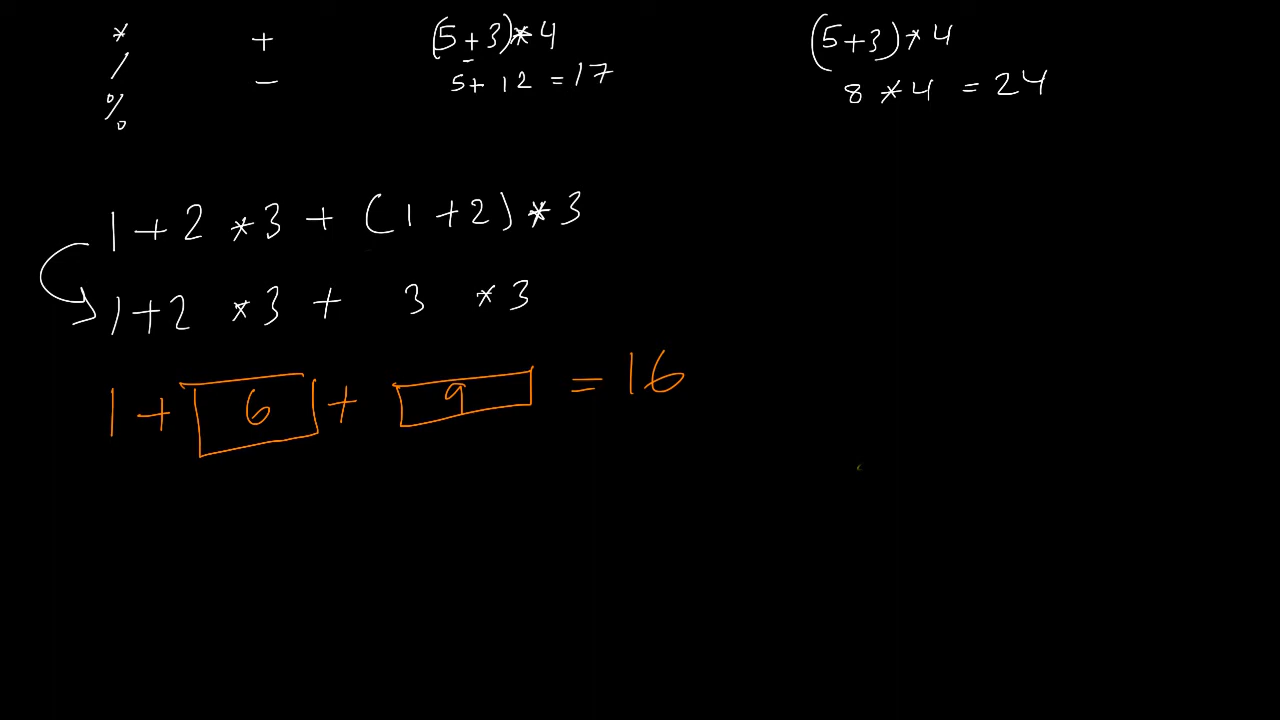 * + (5+3)*4 (5+3)*4
/ - 5+ 12 =17 8 *4 = 24
%
1+2 *3 + (1+2) *3
1+2 *3 + 3 *3
1+ 6 + 9 = 16